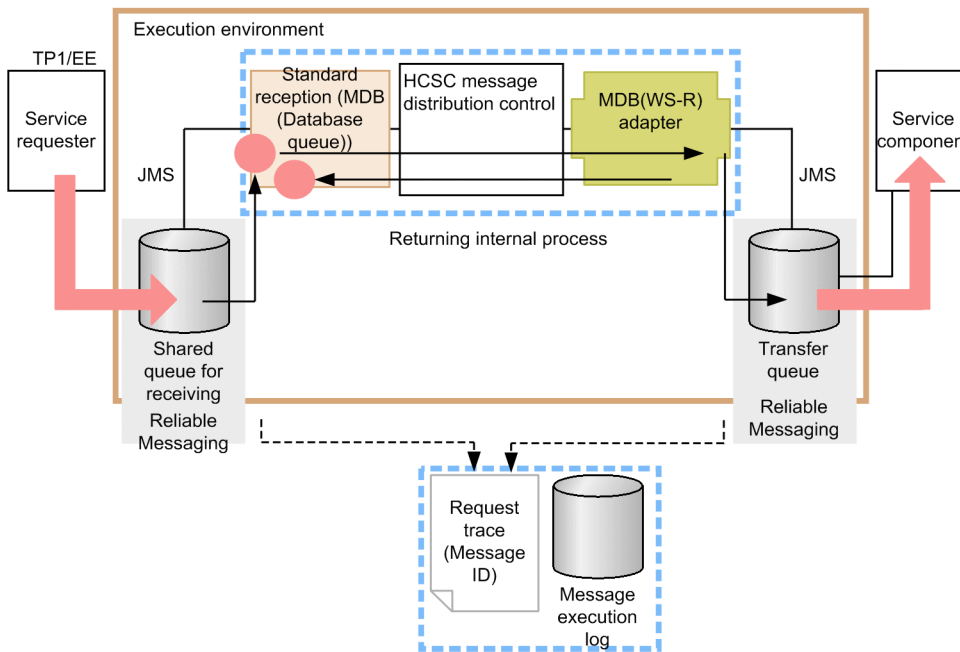 Execution environment
TP1/EE
Service
requester
Standard
reception (MDB
(Database
queue))
HCSC message
distribution control
MDB(WS-R)
adapter
Service
component
JMS
JMS
Returning internal process
Shared
queue for
receiving
Reliable
Messaging
Transfer
queue
Reliable
Messaging
Request
trace
(Message
ID)
Message
execution
log